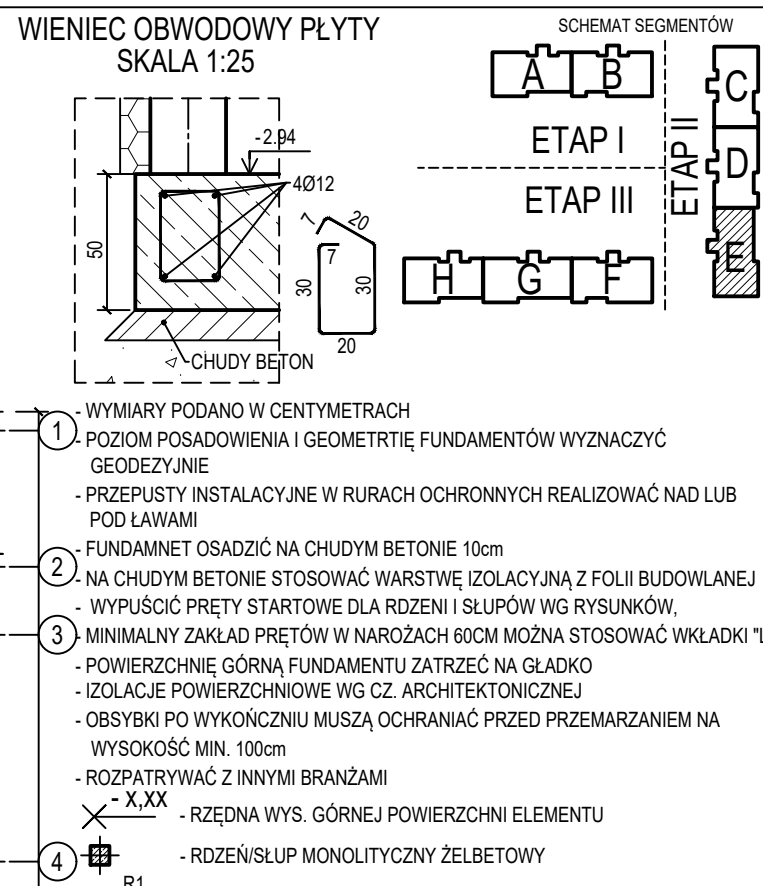 WIENIEC OBWODOWY PŁYTY
SKALA 1:25
-2.94
4Ø12
50
7
20
7
30
30
20
CHUDY BETON
SCHEMAT SEGMENTÓW
A
B
C
ETAP I
ETAP II
D
ETAP III
E
H
G
F
1
2
3
4
- WYMIARY PODANO W CENTYMETRACH
- POZIOM POSADOWIENIA I GEOMETRTIĘ FUNDAMENTÓW WYZNACZYĆ
GEODEZYJNIE
- PRZEPUSTY INSTALACYJNE W RURACH OCHRONNYCH REALIZOWAĆ NAD LUB
POD ŁAWAMI
- FUNDAMNET OSADZIĆ NA CHUDYM BETONIE 10cm
- NA CHUDYM BETONIE STOSOWAĆ WARSTWĘ IZOLACYJNĄ Z FOLII BUDOWLANEJ
- WYPUŚCIĆ PRĘTY STARTOWE DLA RDZENI I SŁUPÓW WG RYSUNKÓW,
- MINIMALNY ZAKŁAD PRĘTÓW W NAROŻACH 60CM MOŻNA STOSOWAĆ WKŁADKI "L
- POWIERZCHNIĘ GÓRNĄ FUNDAMENTU ZATRZEĆ NA GŁADKO
- IZOLACJE POWIERZCHNIOWE WG CZ. ARCHITEKTONICZNEJ
- OBSYBKI PO WYKOŃCZNIU MUSZĄ OCHRANIAĆ PRZED PRZEMARZANIEM NA
WYSOKOŚĆ MIN. 100cm
- ROZPATRYWAĆ Z INNYMI BRANŻAMI
- X,XX
- RZĘDNA WYS. GÓRNEJ POWIERZCHNI ELEMENTU
- RDZEŃ/SŁUP MONOLITYCZNY ŻELBETOWY
R1